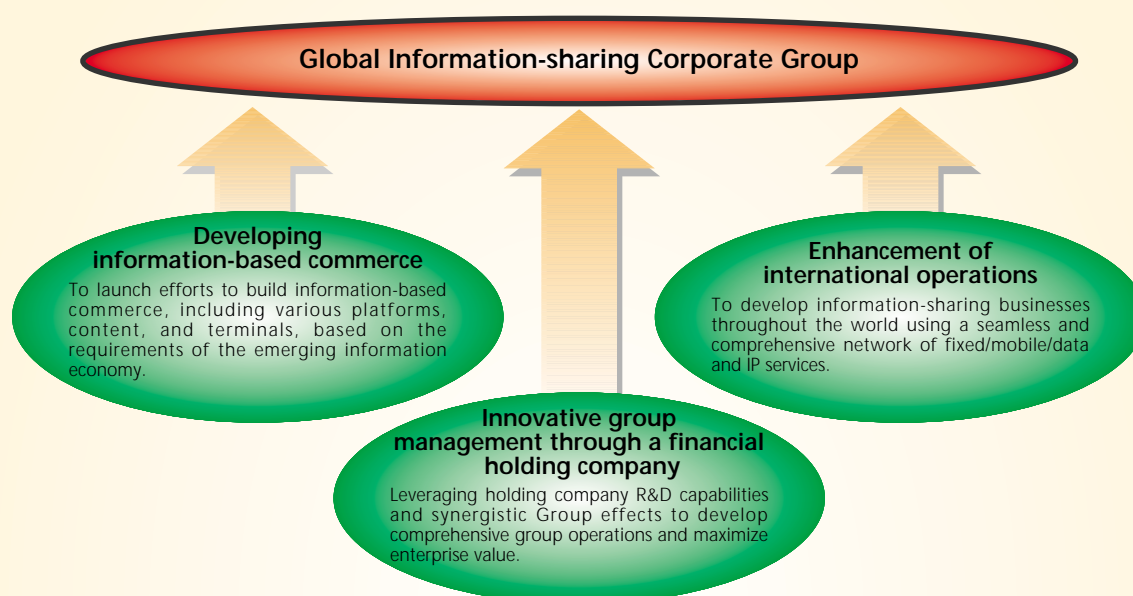 Global Information-sharing Corporate Group
Developing
information-based commerce
To launch efforts to build information-based
commerce, including various platforms,
content, and terminals, based on the
requirements of the emerging information
economy.
Enhancement of
international operations
To develop information-sharing businesses
throughout the world using a seamless and
comprehensive network of fixed/mobile/data
and IP services.
Innovative group
management through a financial
holding company
Leveraging holding company R&D capabilities
and synergistic Group effects to develop
comprehensive group operations and maximize
enterprise value.